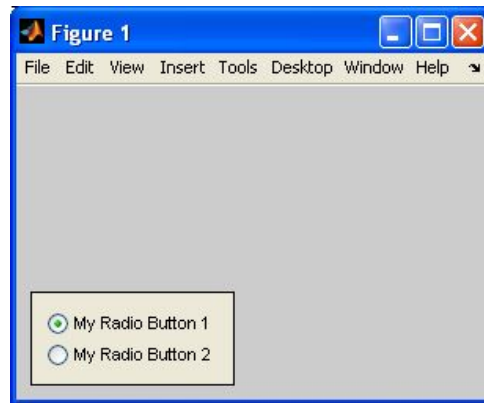 Figure 1
File Edit View Insert Tools Desktop Window Help
My Radio Button 1
My Radio Button 2